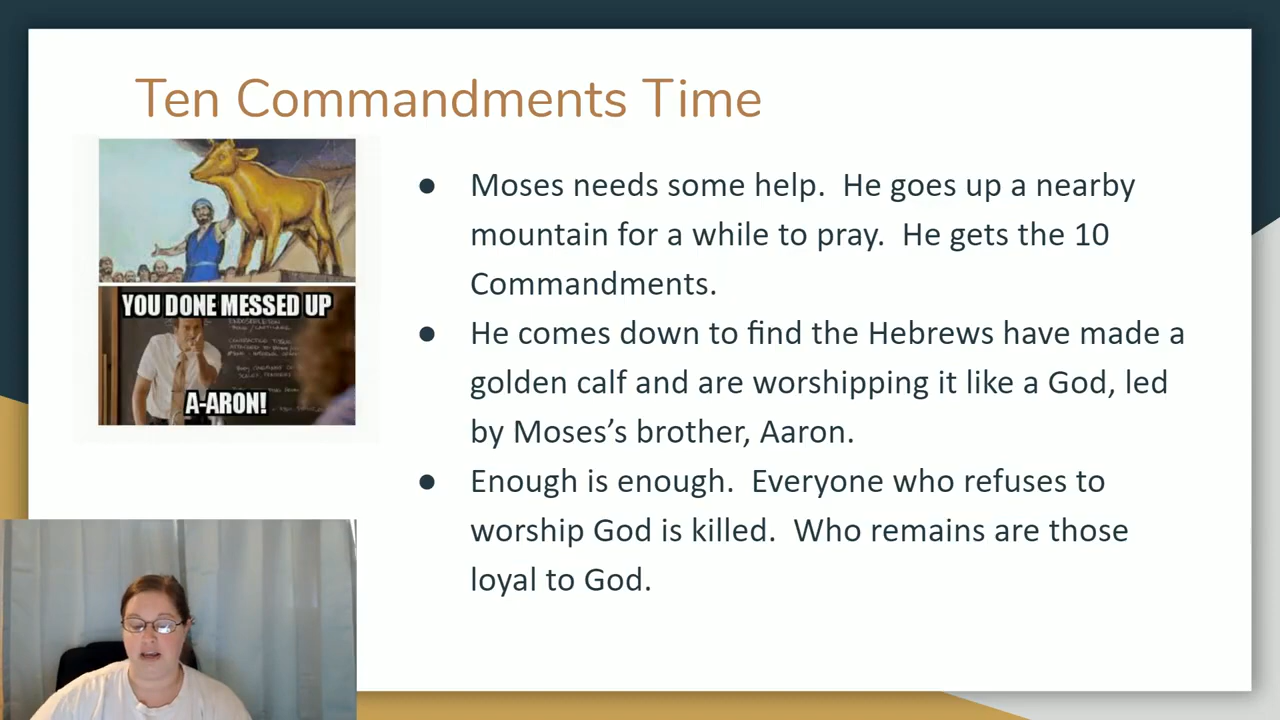 Ten Commandments Time
YOU DONE MESSED UP
A-ARON!
● Moses needs some help.  He goes up a nearby
mountain for a while to pray.  He gets the 10
Commandments.
● He comes down to find the Hebrews have made a
golden calf and are worshipping it like a God, led
by Moses’s brother, Aaron.
● Enough is enough.  Everyone who refuses to
worship God is killed.  Who remains are those
loyal to God.